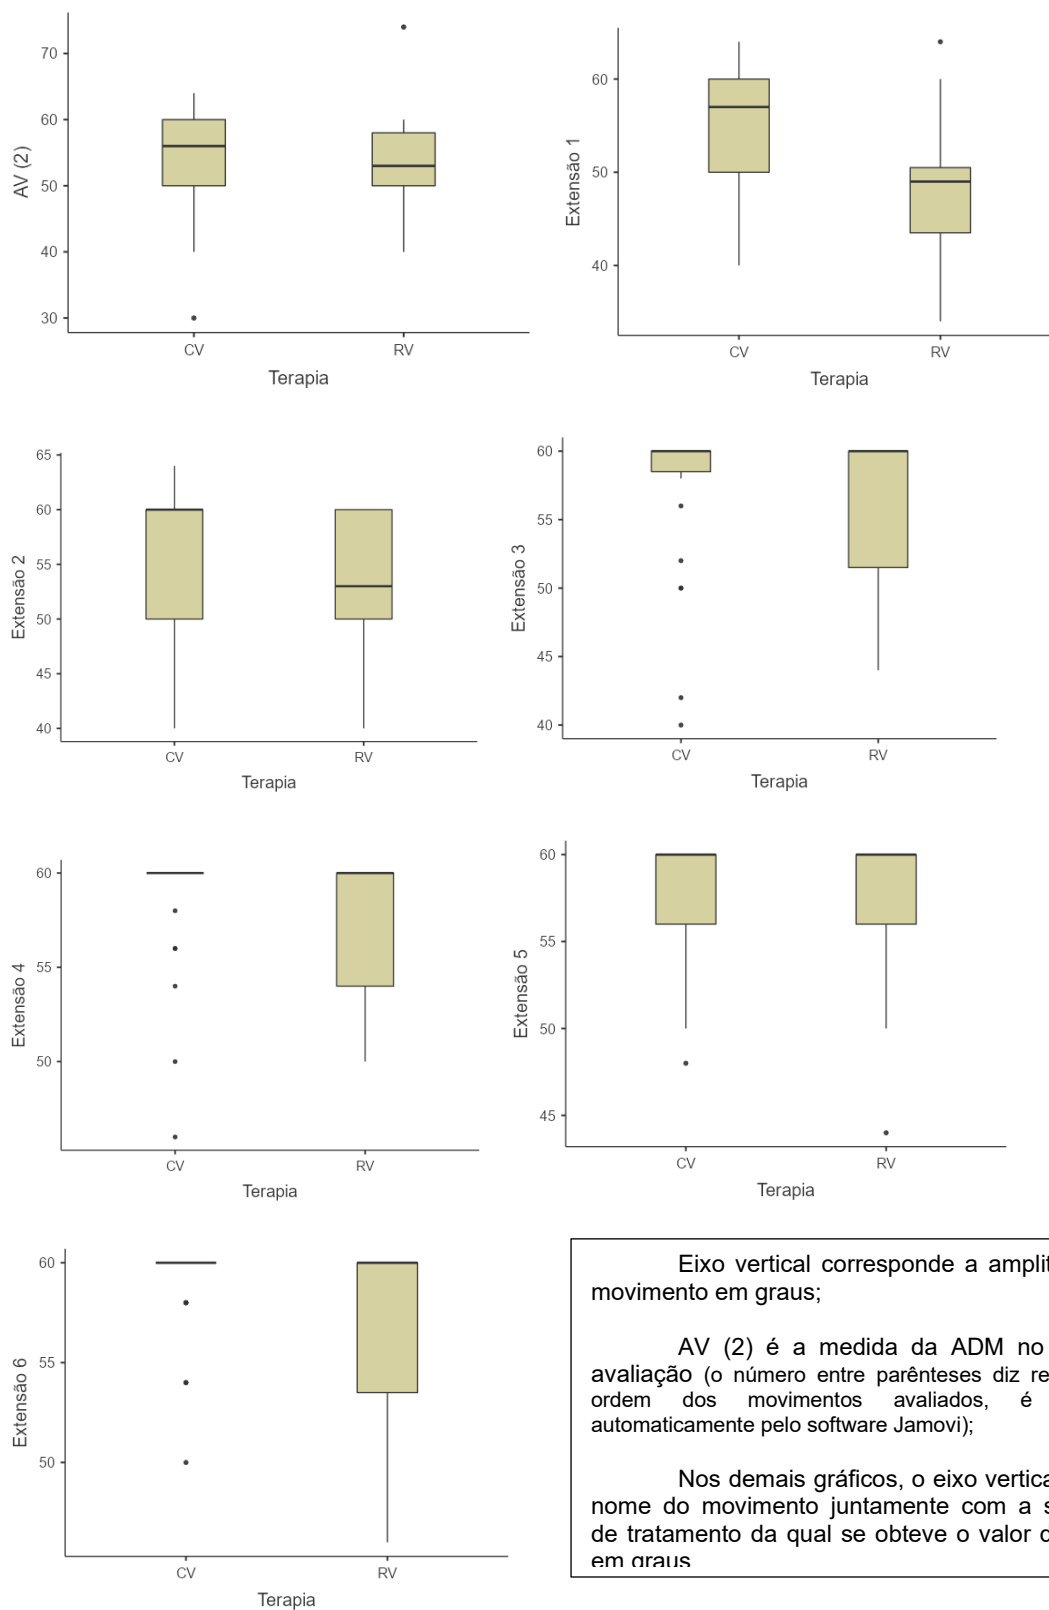 70
60
50
40
30
AV (2)
CV
RV
Terapia
60
50
40
Extensão 1
CV
RV
Terapia
65
60
55
50
45
40
Extensão 2
CV
RV
Terapia
60
55
50
45
40
Extensão 3
CV
RV
Terapia
60
55
50
Extensão 4
CV
RV
Terapia
60
55
50
45
Extensão 5
CV
RV
Terapia
60
55
50
Extensão 6
CV
RV
Terapia
Eixo vertical corresponde a amplit
movimento em graus;
AV (2) é a medida da ADM no
avaliação (o número entre parênteses diz re
ordem dos movimentos avaliados, é
automaticamente pelo software Jamovi);
Nos demais gráficos, o eixo vertica
nome do movimento juntamente com a s
de tratamento da qual se obteve o valor d
em graus